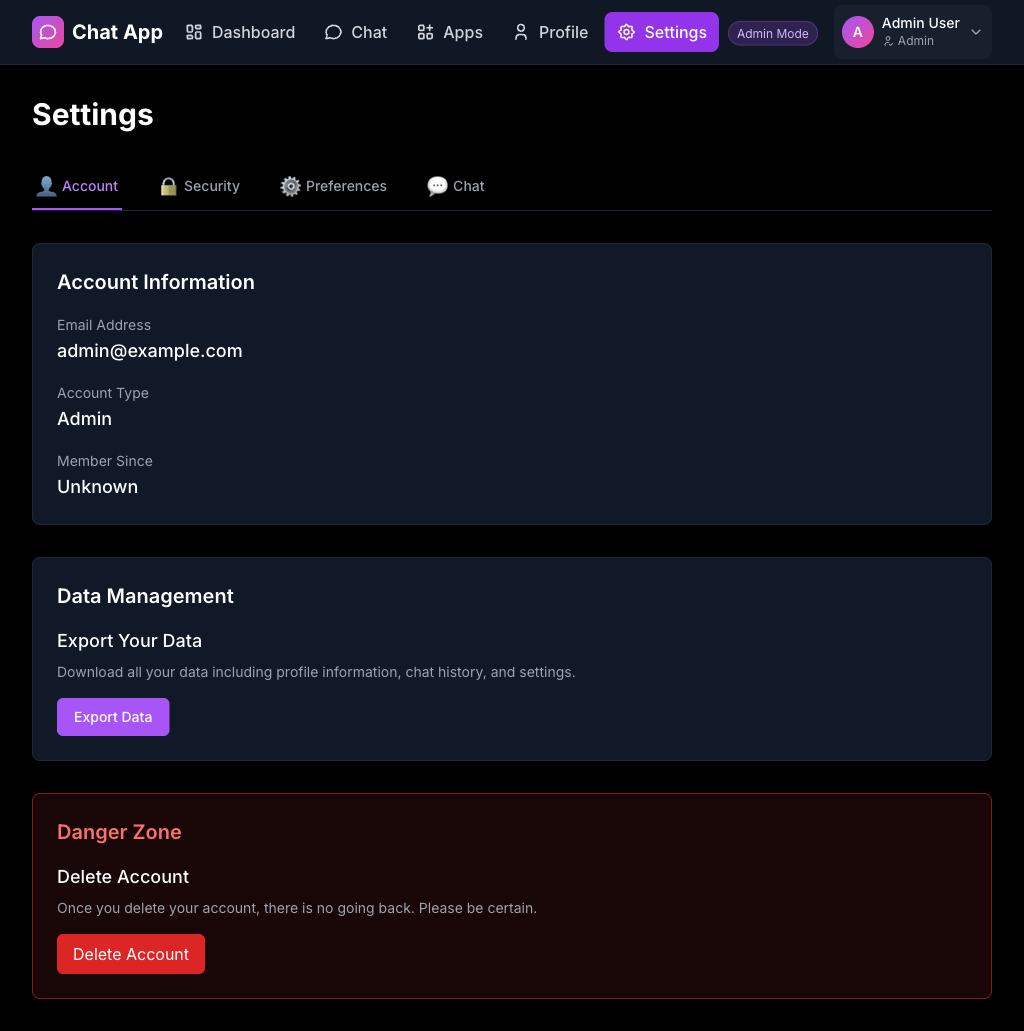 Chat App
Dashboard
Chat
Apps
Profile
Settings
Admin Mode
A
Admin User
Admin
Settings
Account
Security
Preferences
Chat
Account Information
Email Address
admin@example.com
Account Type
Admin
Member Since
Unknown
Data Management
Export Your Data
Download all your data including profile information, chat history, and settings.
Export Data
Danger Zone
Delete Account
Once you delete your account, there is no going back. Please be certain.
Delete Account